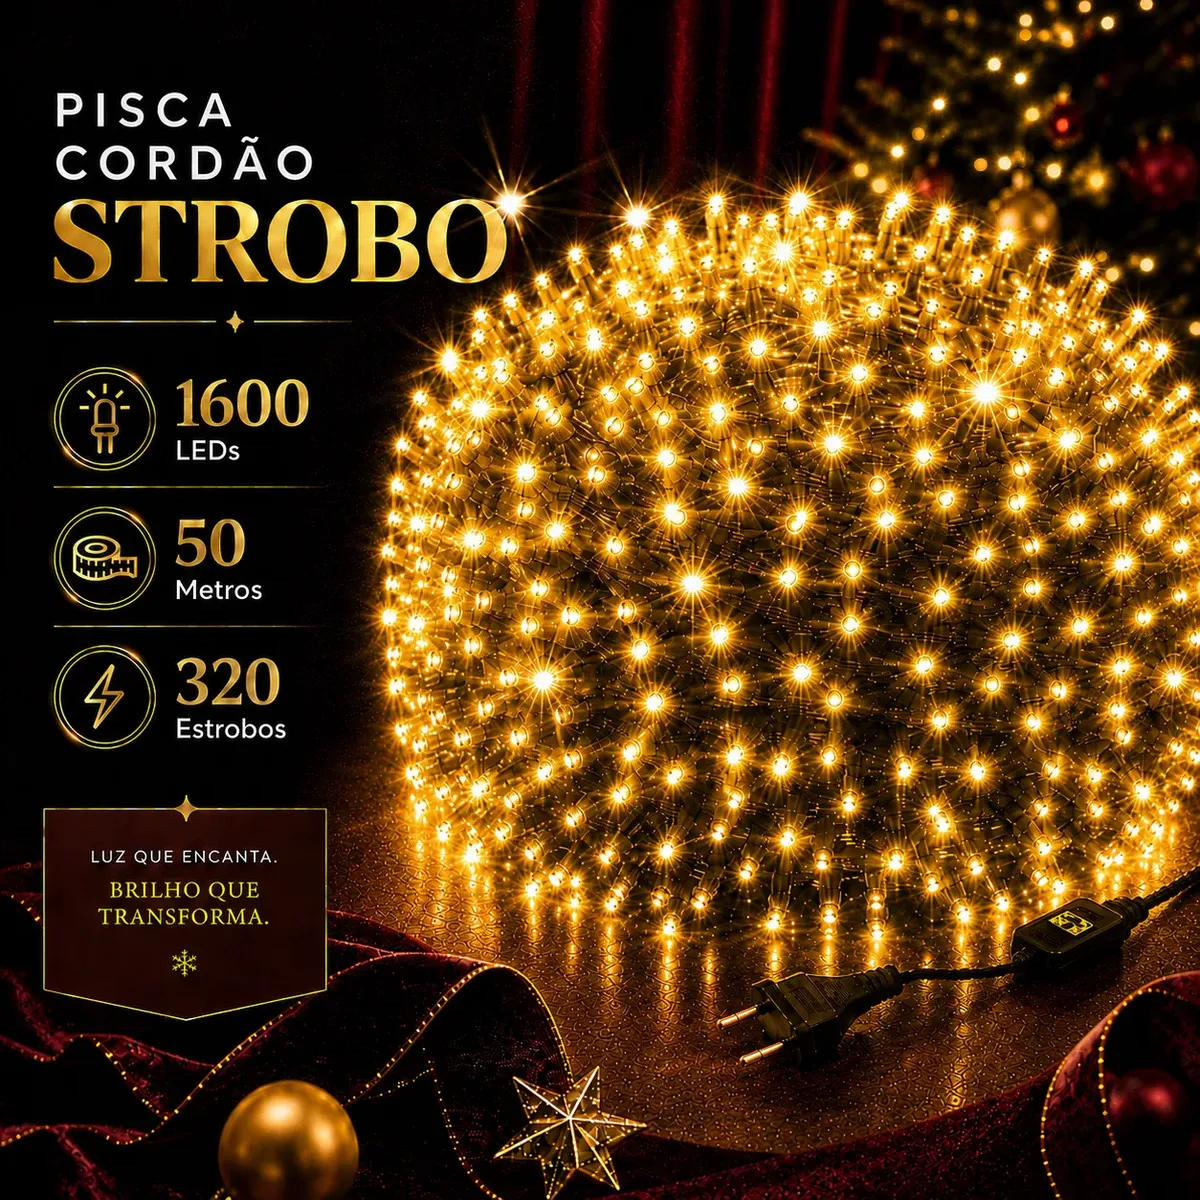 PISCA
CORDÃO
STROBO
1600
LEDs
50
Metros
320
Estrobos
LUZ QUE ENCANTA.
BRILHO QUE
TRANSFORMA.